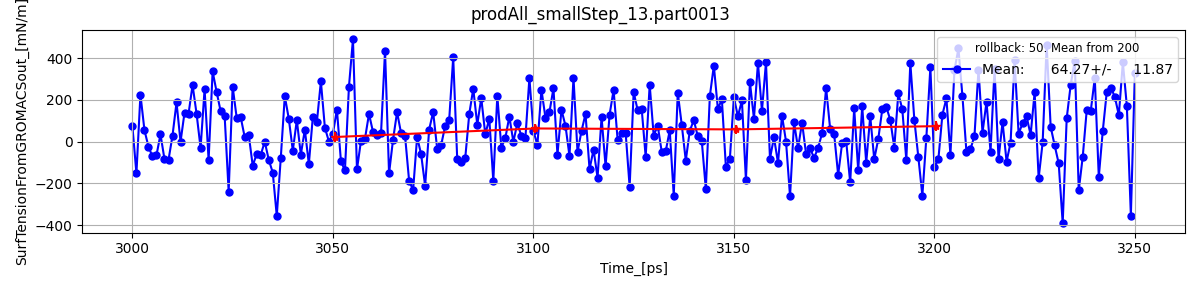 prodAll_smallStep_13.part0013
SurfTensionFromGROMACSout_[mN/m]
400
200
0
−200
−400
rollback: 50. Mean from 200
Mean: 64.27+/- 11.87
3000
3050
3100
3150
3200
3250
Time_[ps]